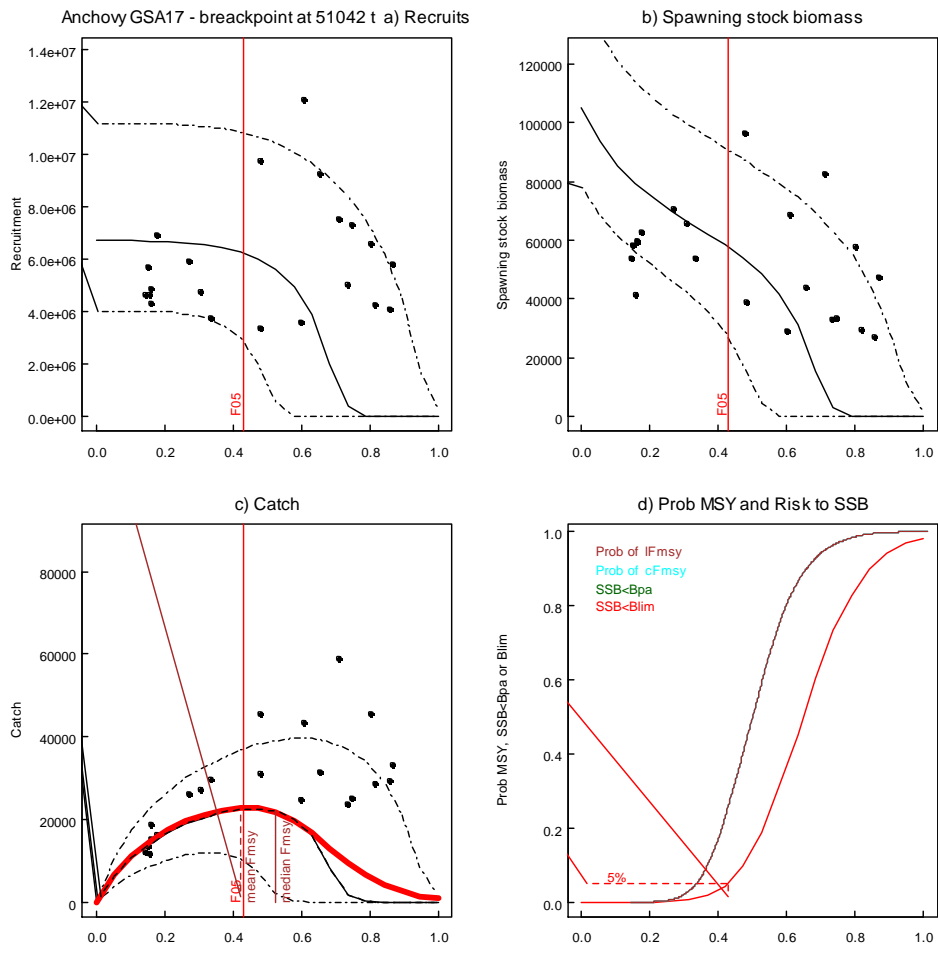 Anchovy GSA17 - breackpoint at 51042 t a) Recruits
Recruitment
1.4e+07
1.2e+07
1.0e+07
8.0e+06
6.0e+06
4.0e+06
2.0e+06
0.0e+00
F05
0.0 0.2 0.4 0.6 0.8 1.0
b) Spawning stock biomass
Spawning stock biomass
120000
100000
80000
60000
40000
20000
0
F05
0.0 0.2 0.4 0.6 0.8 1.0
c) Catch
Catch
80000
60000
40000
20000
0
F05
mean Fmsy
median Fmsy
0.0 0.2 0.4 0.6 0.8 1.0
d) Prob MSY and Risk to SSB
Prob MSY, SSB<Bpa or Blim
1.0
0.8
0.6
0.4
0.2
0.0
Prob of lFmsy
Prob of cFmsy
SSB<Bpa
SSB<Blim
5%
0.0 0.2 0.4 0.6 0.8 1.0